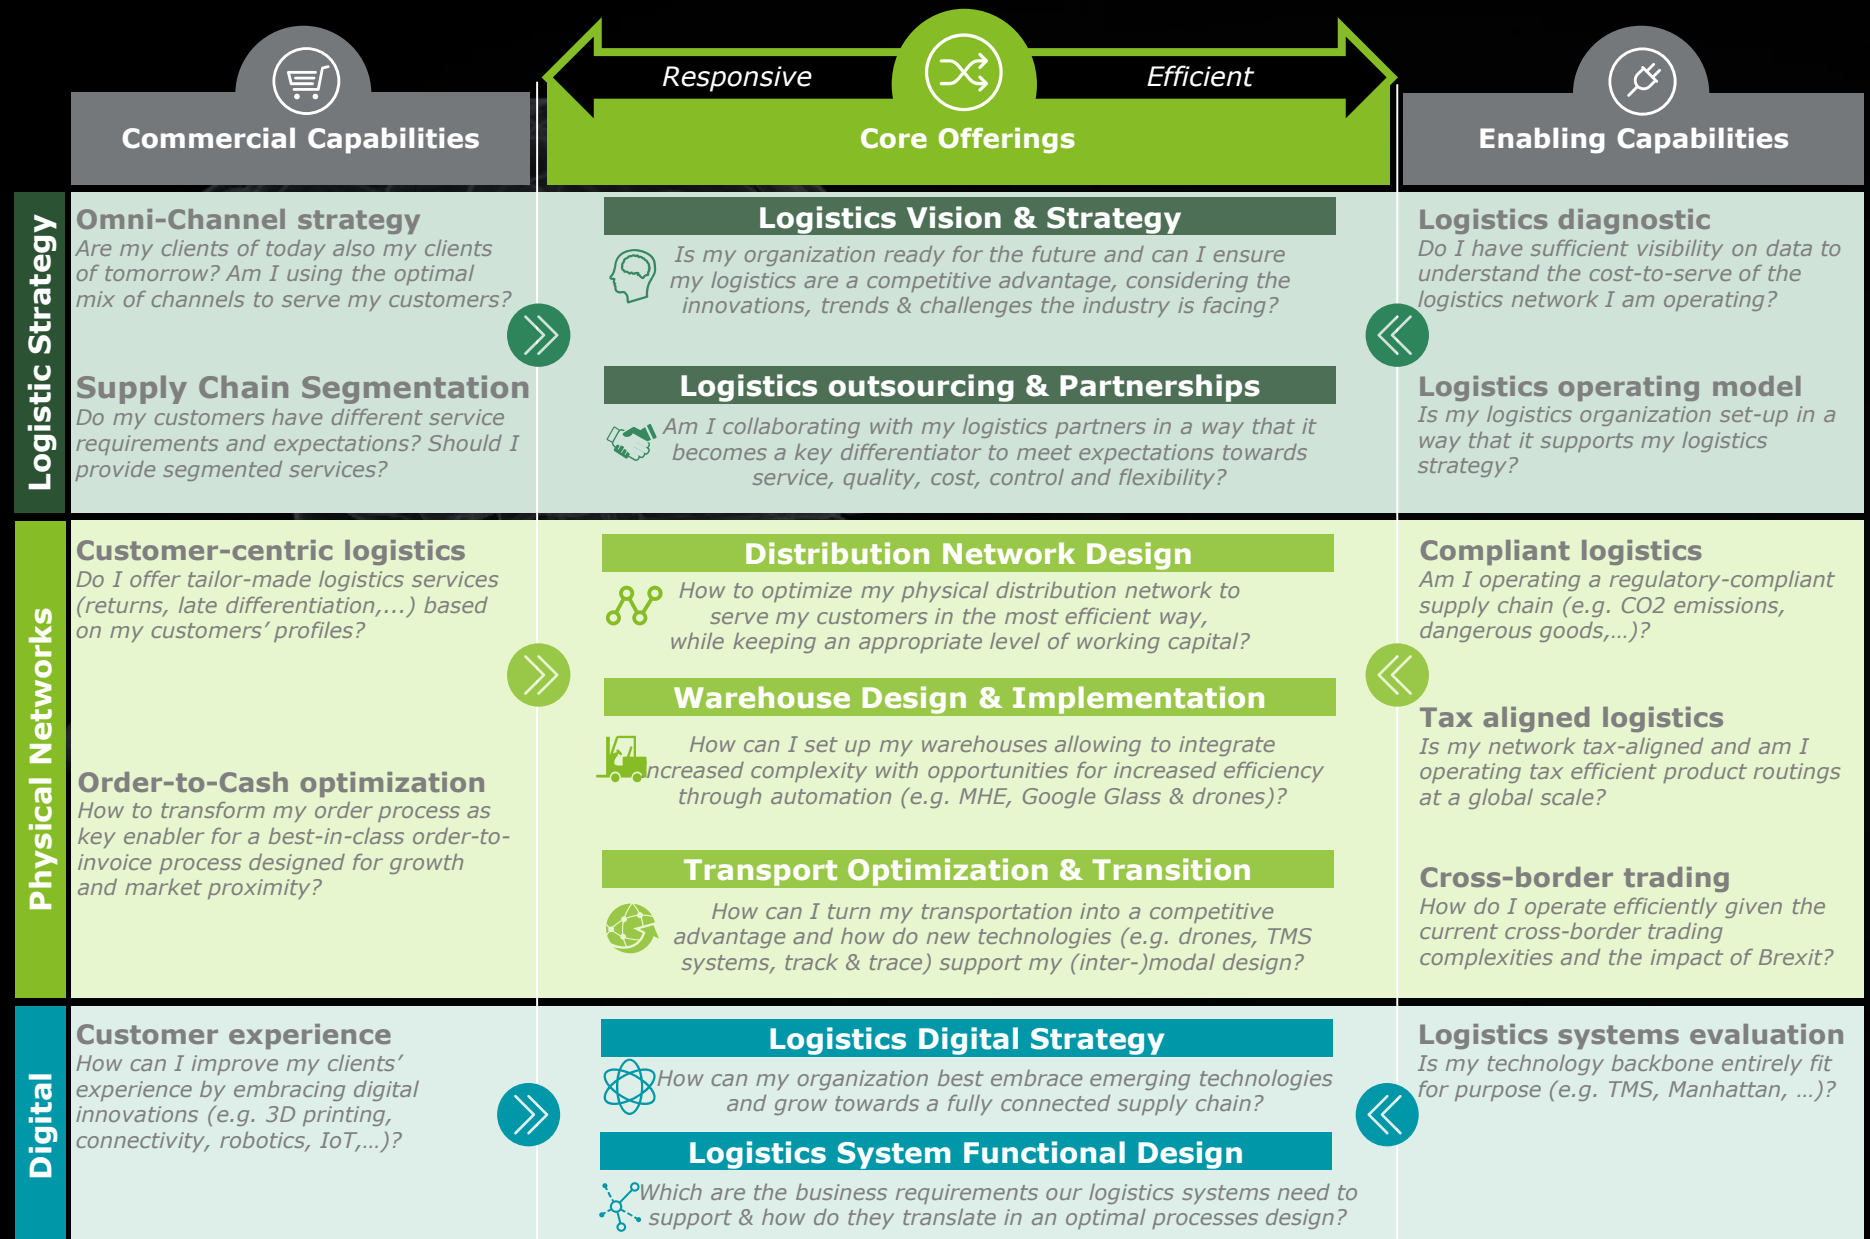 Responsive
Efficient
Commercial Capabilities
Core Offerings
Enabling Capabilities
Logistic Strategy
Omni-Channel strategy
Are my clients of today also my clients
of tomorrow? Am I using the optimal
mix of channels to serve my customers?
Supply Chain Segmentation
Do my customers have different service
requirements and expectations? Should I
provide segmented services?
Logistics Vision & Strategy
Is my organization ready for the future and can I ensure
my logistics are a competitive advantage, considering the
innovations, trends & challenges the industry is facing?
Logistics outsourcing & Partnerships
Am I collaborating with my logistics partners in a way that it
becomes a key differentiator to meet expectations towards
service, quality, cost, control and flexibility?
Logistics diagnostic
Do I have sufficient visibility on data to
understand the cost-to-serve of the
logistics network I am operating?
Logistics operating model
Is my logistics organization set-up in a
way that it supports my logistics
strategy?
Physical Networks
Customer-centric logistics
Do I offer tailor-made logistics services
(returns, late differentiation,...) based
on my customers’ profiles?
Order-to-Cash optimization
How to transform my order process as
key enabler for a best-in-class order-to-
invoice process designed for growth
and market proximity?
Distribution Network Design
How to optimize my physical distribution network to
serve my customers in the most efficient way,
while keeping an appropriate level of working capital?
Warehouse Design & Implementation
How can I set up my warehouses allowing to integrate
increased complexity with opportunities for increased efficiency
through automation (e.g. MHE, Google Glass & drones)?
Transport Optimization & Transition
How can I turn my transportation into a competitive
advantage and how do new technologies (e.g. drones, TMS
systems, track & trace) support my (inter-)modal design?
Compliant logistics
Am I operating a regulatory-compliant
supply chain (e.g. CO2 emissions,
dangerous goods,…)?
Tax aligned logistics
Is my network tax-aligned and am I
operating tax efficient product routings
at a global scale?
Cross-border trading
How do I operate efficiently given the
current cross-border trading
complexities and the impact of Brexit?
Digital
Customer experience
How can I improve my clients’
experience by embracing digital
innovations (e.g. 3D printing,
connectivity, robotics, IoT,…)?
Logistics Digital Strategy
How can my organization best embrace emerging technologies
and grow towards a fully connected supply chain?
Logistics System Functional Design
Which are the business requirements our logistics systems need to
support & how do they translate in an optimal processes design?
Logistics systems evaluation
Is my technology backbone entirely fit
for purpose (e.g. TMS, Manhattan, …)?